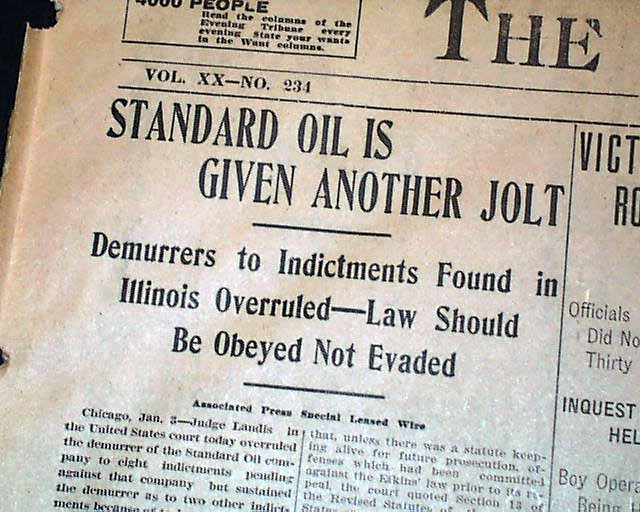 4000 PEOPLE
Read the columns of the
Evening Tribune every
evening State your wants
in the Want columns.
THE
VOL. XX—NO. 234
STANDARD OIL IS
GIVEN ANOTHER JOLT
Demurrers to Indictments Found in
Illinois Overruled—Law Should
Be Obeyed Not Evaded
Associated Press Special Leased Wire
Chicago, Jan. 3—Judge Landis in
the United States court today overruled
the demurrer of the Standard Oil com-
pany to eight indictments pending
against that company but sustained
the demurrer as to two other indict-
ments because of
that, unless there was a statute keep-
ing alive for future prosecution, of-
fenses which had been committed
against the Elkins' law prior to its re-
peal, the court quoted Section 13 of
the Revised Statutes of the
VICT
RO
Officials
Did No
Thirty
INQUEST
HEL
Boy Opera
Being